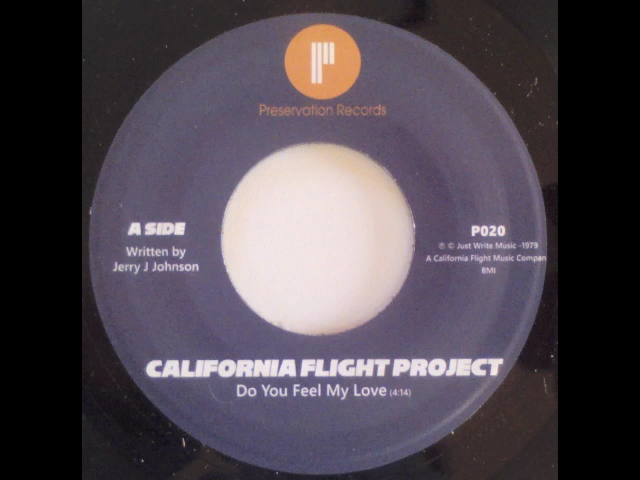 P
Preservation Records
A SIDE
Written by
Jerry J Johnson
P020
℗ © Just Write Music -1979
A California Flight Music Compan
BMI
CALIFORNIA FLIGHT PROJECT
Do You Feel My Love (4:14)